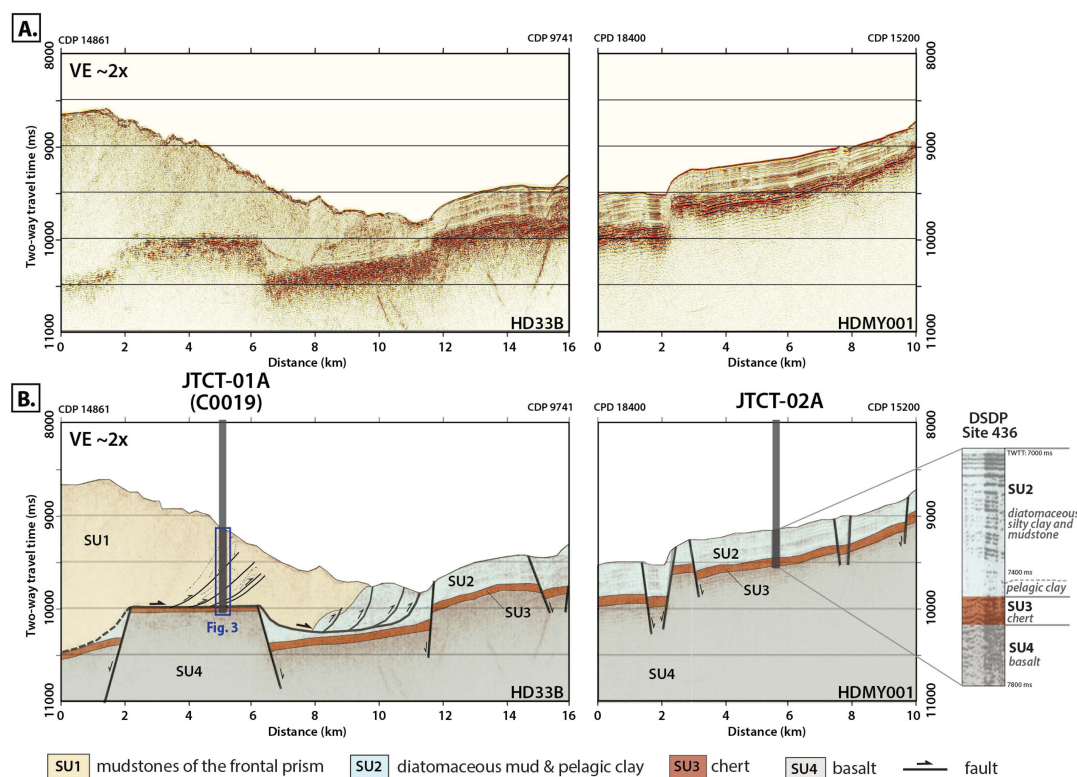 A.
CDP 14861
CDP 9741
CPD 18400
CDP 15200
VE ~2x
8000
9000
10000
11000
Two-way travel time (ms)
8000
9000
10000
11000
HD33B
HDMY001
0 2 4 6 8 10 12 14 16
0 2 4 6 8 10
Distance (km)
Distance (km)
B.
JTCT-01A
(C0019)
JTCT-02A
CDP 14861
CDP 9741
CPD 18400
CDP 15200
VE ~2x
8000
9000
10000
11000
Two-way travel time (ms)
8000
9000
10000
11000
SU1
Fig. 3
SU2
SU3
SU4
HD33B
SU2
SU3
SU4
HDMY001
0 2 4 6 8 10 12 14 16
0 2 4 6 8 10
Distance (km)
Distance (km)
DSDP
Site 436
TWTT: 7000 ms
SU2
diatomaceous
silty clay and
mudstone
7400 ms
pelagic clay
SU3
chert
SU4
basalt
7800 ms
SU1 mudstones of the frontal prism SU2 diatomaceous mud & pelagic clay SU3 chert SU4 basalt fault